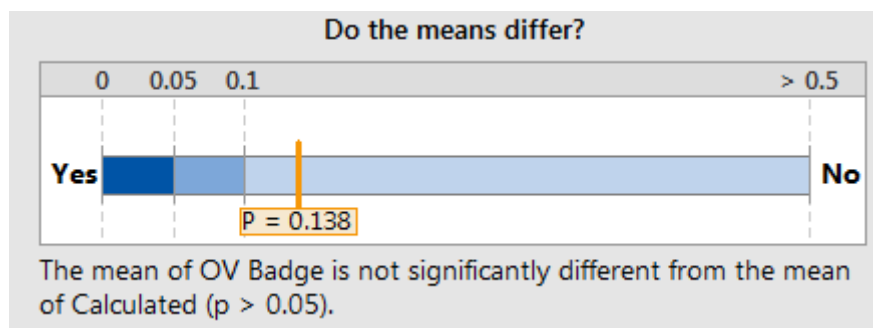 Do the means differ?
0 0.05 0.1 > 0.5
Yes No
P = 0.138
The mean of OV Badge is not significantly different from the mean
of Calculated (p > 0.05).